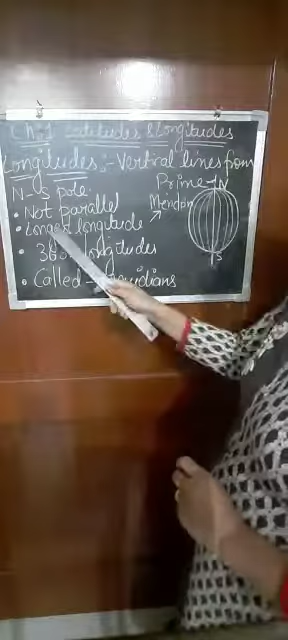 Ch-1 Latitudes & Longitudes
Longitudes :- Vertical lines from
N-S pole.
• Not parallel
• Longest longitude ↗ Prime Meridian
• 360 longitudes
• Called - Meridians
N
S